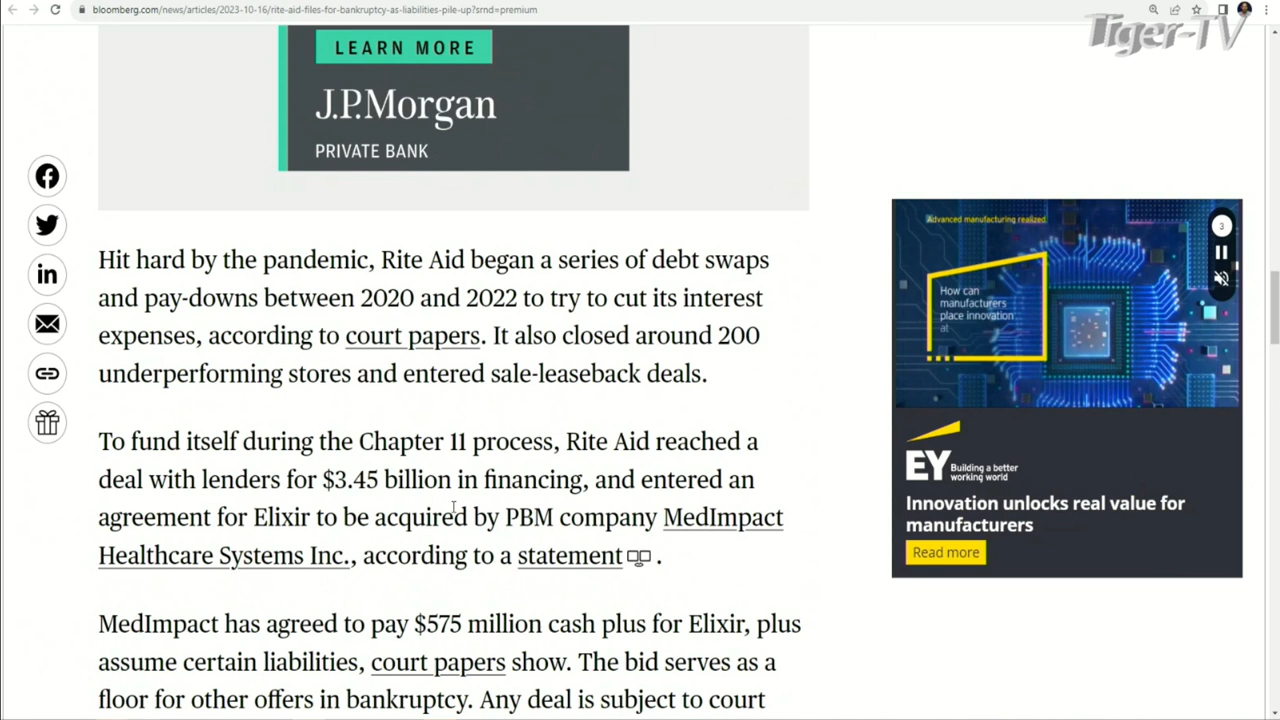 bloomberg.com/news/articles/2023-10-16/rite-aid-files-for-bankruptcy-as-liabilities-pile-up?srnd=premium
Tiger-TV
LEARN MORE
J.P.Morgan
PRIVATE BANK
Hit hard by the pandemic, Rite Aid began a series of debt swaps
and pay-downs between 2020 and 2022 to try to cut its interest
expenses, according to court papers. It also closed around 200
underperforming stores and entered sale-leaseback deals.
To fund itself during the Chapter 11 process, Rite Aid reached a
deal with lenders for $3.45 billion in financing, and entered an
agreement for Elixir to be acquired by PBM company MedImpact
Healthcare Systems Inc., according to a statement .
MedImpact has agreed to pay $575 million cash plus for Elixir, plus
assume certain liabilities, court papers show. The bid serves as a
floor for other offers in bankruptcy. Any deal is subject to court
Advanced manufacturing realized
3
How can
manufacturers
place innovation
at
EY
Building a better
working world
Innovation unlocks real value for
manufacturers
Read more